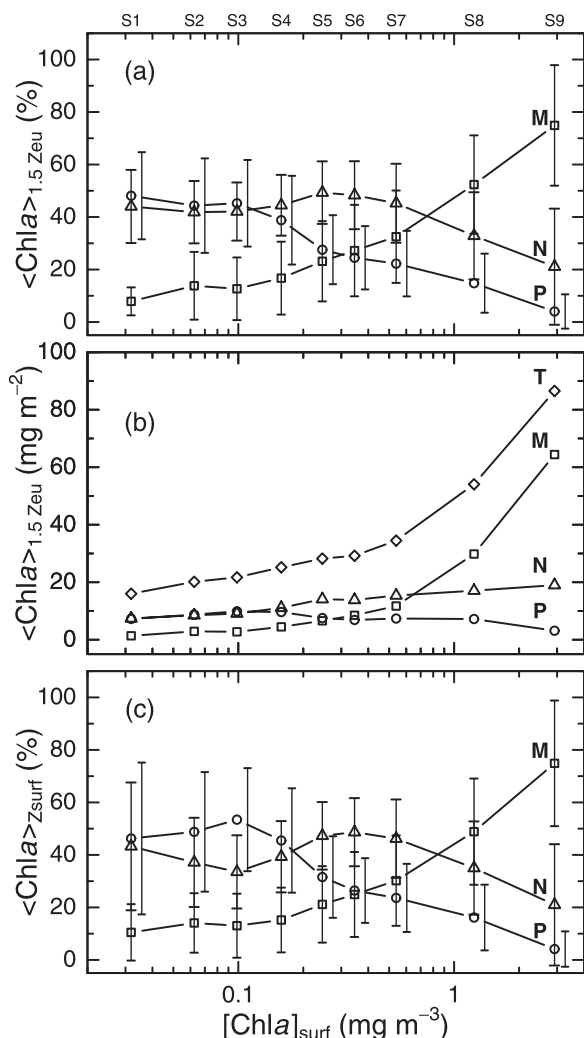 S1 S2 S3 S4 S5 S6 S7 S8 S9
(a)
<Chla>1.5 Zeu (%)
100
80
60
40
20
0
M
N
P
(b)
<Chla>1.5 Zeu (mg m−2)
100
80
60
40
20
0
T
M
N
P
(c)
<Chla>Zsurf (%)
100
80
60
40
20
0
M
N
P
0.1 1
[Chla]surf (mg m−3)